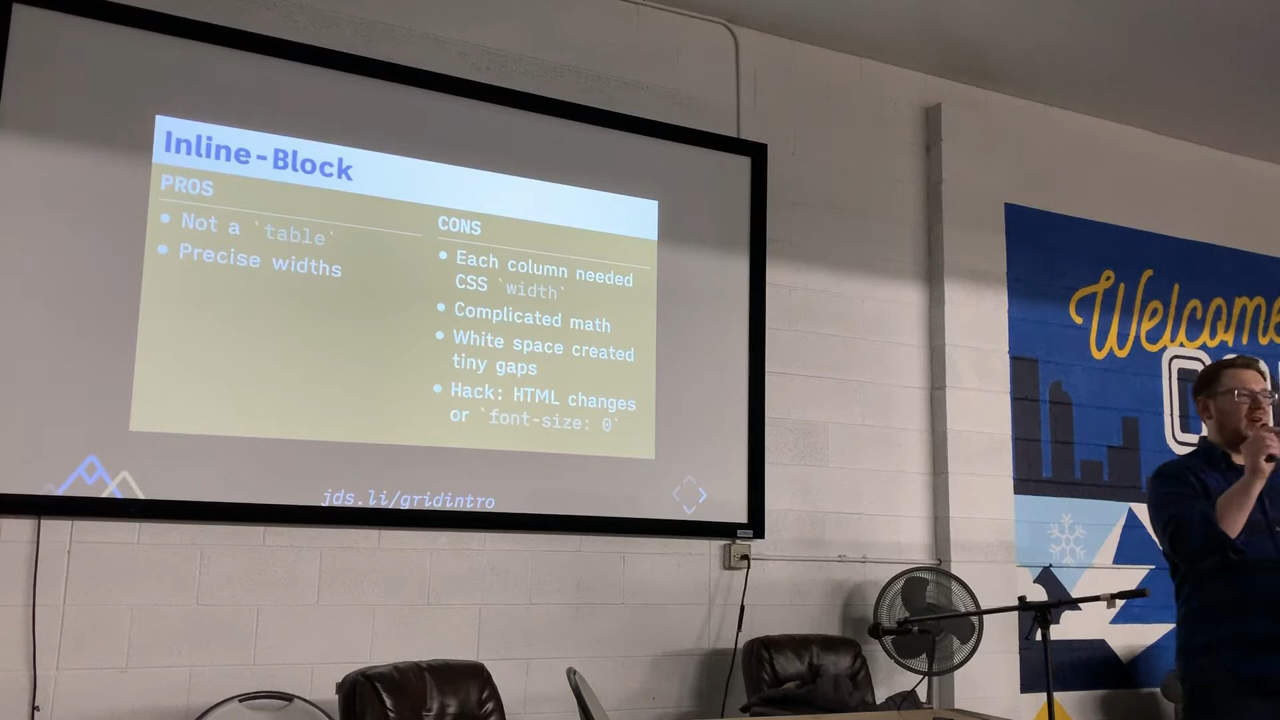 Inline-Block
PROS
• Not a `table`
• Precise widths
CONS
• Each column needed
CSS `width`
• Complicated math
• White space created
tiny gaps
• Hack: HTML changes
or `font-size: 0`
jds.li/gridintro
Welcome